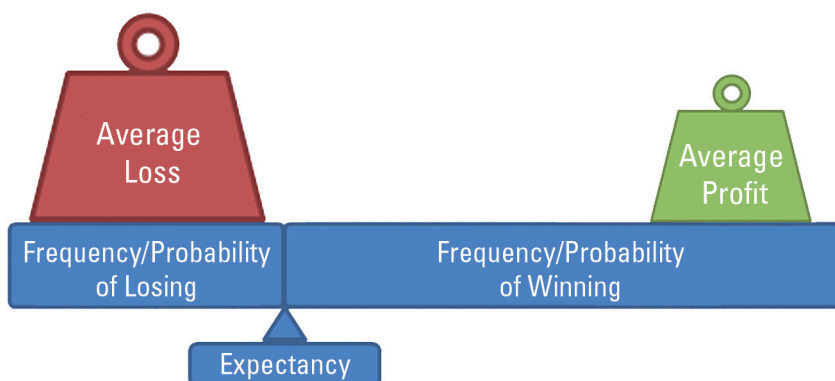 Average
Loss
Average
Profit
Frequency/Probability
of Losing
Frequency/Probability
of Winning
Expectancy